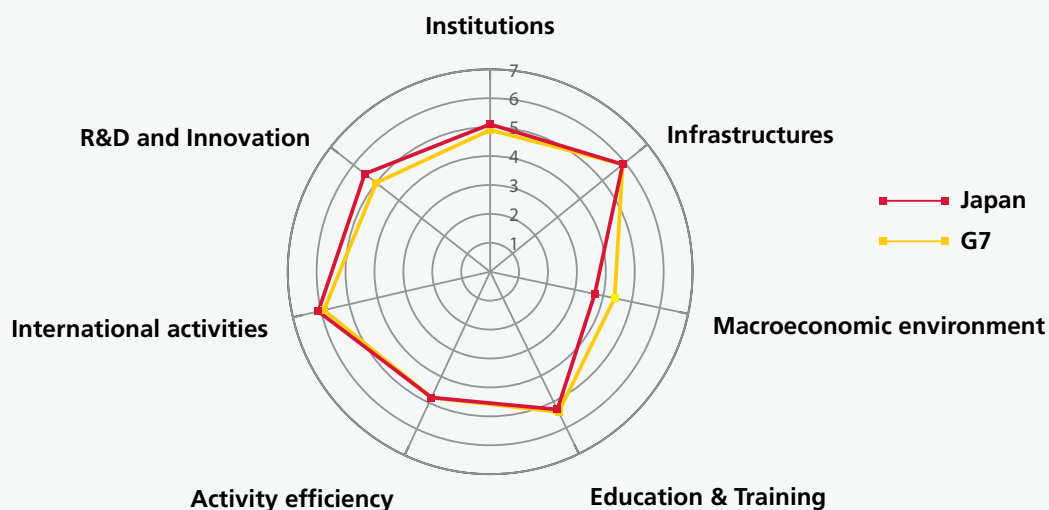 Institutions
7
6
5
4
3
2
1
R&D and Innovation
Infrastructures
Japan
G7
International activities
Macroeconomic environment
Activity efficiency
Education & Training